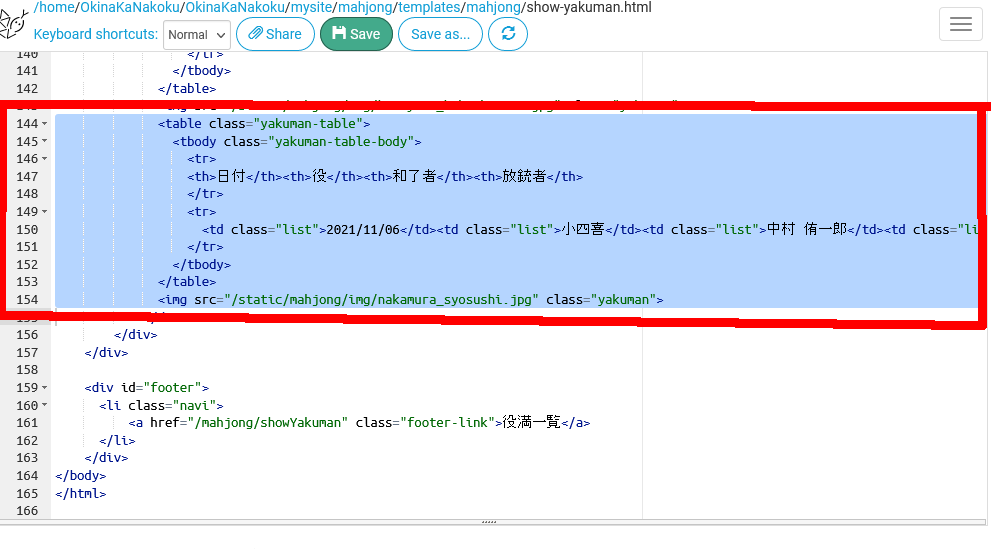 /home/OkinaKaNakoku/OkinaKaNakoku/mysite/mahjong/templates/mahjong/show-yakuman.html
Keyboard shortcuts: Normal Share Save Save as...
140 </tr>
141 </tbody>
142 </table>
144 <table class="yakuman-table">
145 <tbody class="yakuman-table-body">
146 <tr>
147 <th>日付</th><th>役</th><th>和了者</th><th>放銃者</th>
148 </tr>
149 <tr>
150 <td class="list">2021/11/06</td><td class="list">小四喜</td><td class="list">中村 侑一郎</td><td class="li
151 </tr>
152 </tbody>
153 </table>
154 <img src="/static/mahjong/img/nakamura_syosushi.jpg" class="yakuman">
156 </div>
157 </div>
158
159 <div id="footer">
160 <li class="navi">
161 <a href="/mahjong/showYakuman" class="footer-link">役満一覧</a>
162 </li>
163 </div>
164 </body>
165 </html>
166